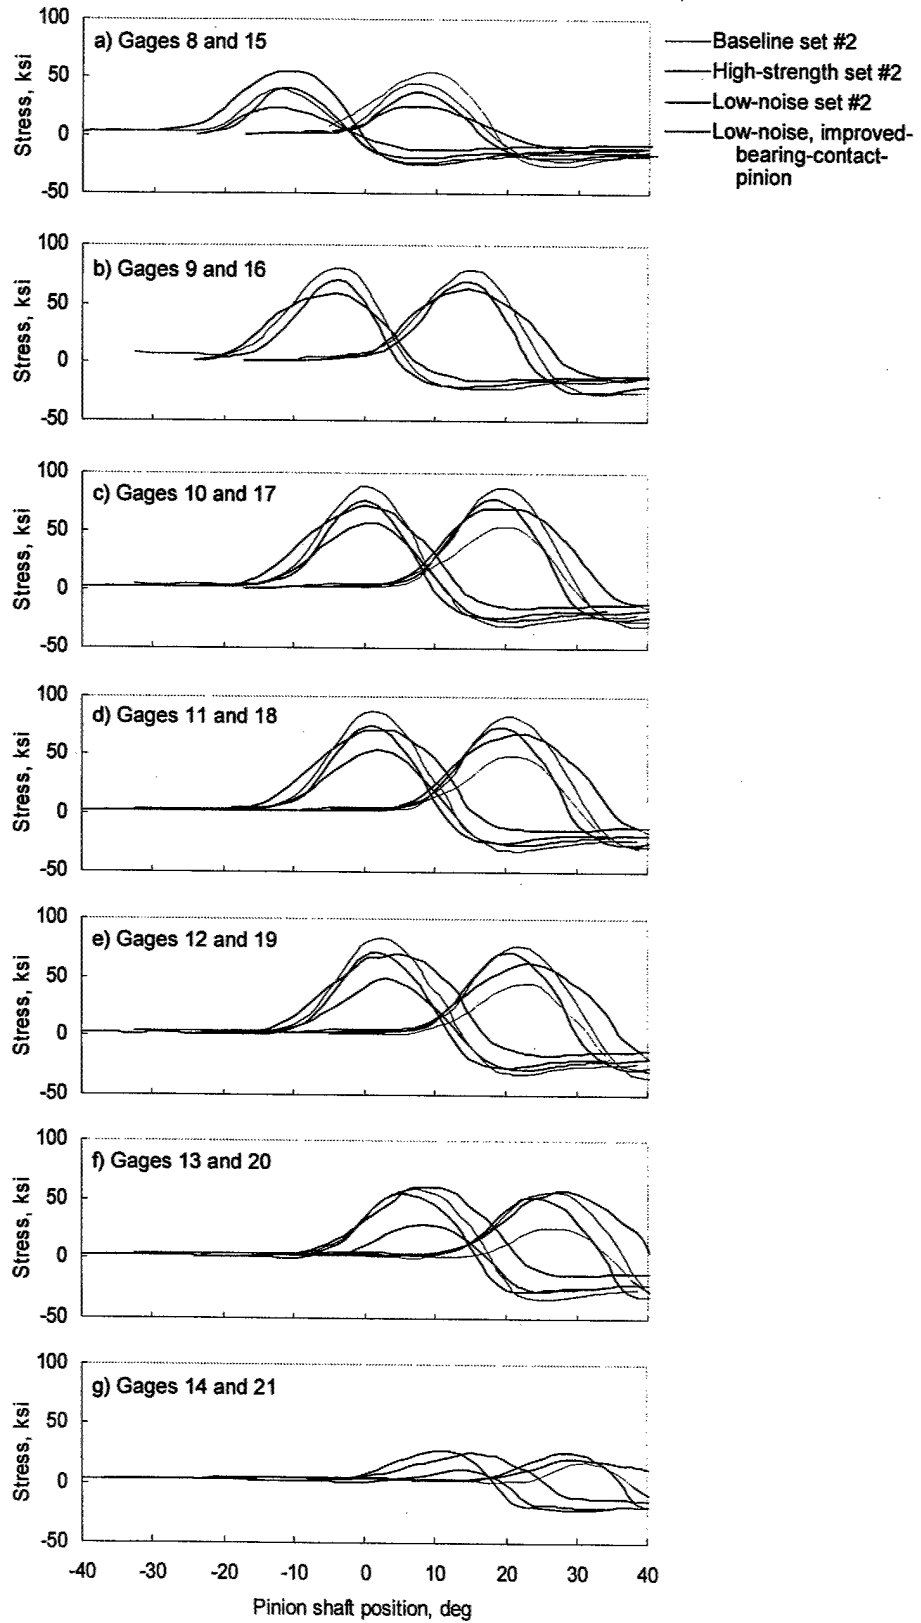 100
50
0
-50
Stress, ksi
a) Gages 8 and 15
Baseline set #2
High-strength set #2
Low-noise set #2
Low-noise, improved-
bearing-contact-
pinion
100
50
0
-50
Stress, ksi
b) Gages 9 and 16
100
50
0
-50
Stress, ksi
c) Gages 10 and 17
100
50
0
-50
Stress, ksi
d) Gages 11 and 18
100
50
0
-50
Stress, ksi
e) Gages 12 and 19
100
50
0
-50
Stress, ksi
f) Gages 13 and 20
100
50
0
-50
Stress, ksi
g) Gages 14 and 21
-40 -30 -20 -10 0 10 20 30 40
Pinion shaft position, deg